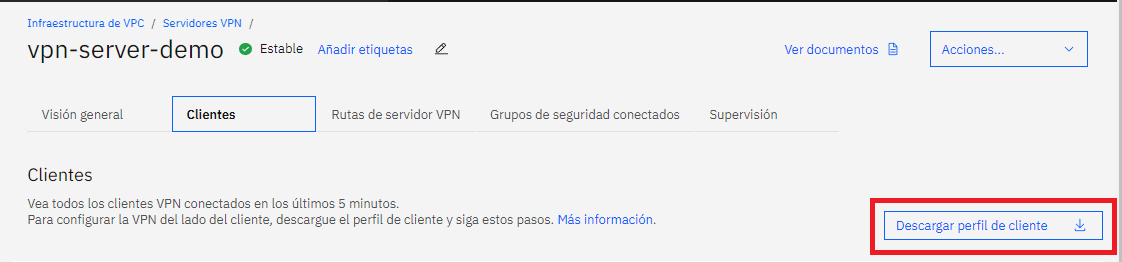 Infraestructura de VPC / Servidores VPN /
vpn-server-demo Estable Añadir etiquetas Ver documentos Acciones...
Visión general Clientes Rutas de servidor VPN Grupos de seguridad conectados Supervisión
Clientes
Vea todos los clientes VPN conectados en los últimos 5 minutos.
Para configurar la VPN del lado del cliente, descargue el perfil de cliente y siga estos pasos. Más información.
Descargar perfil de cliente